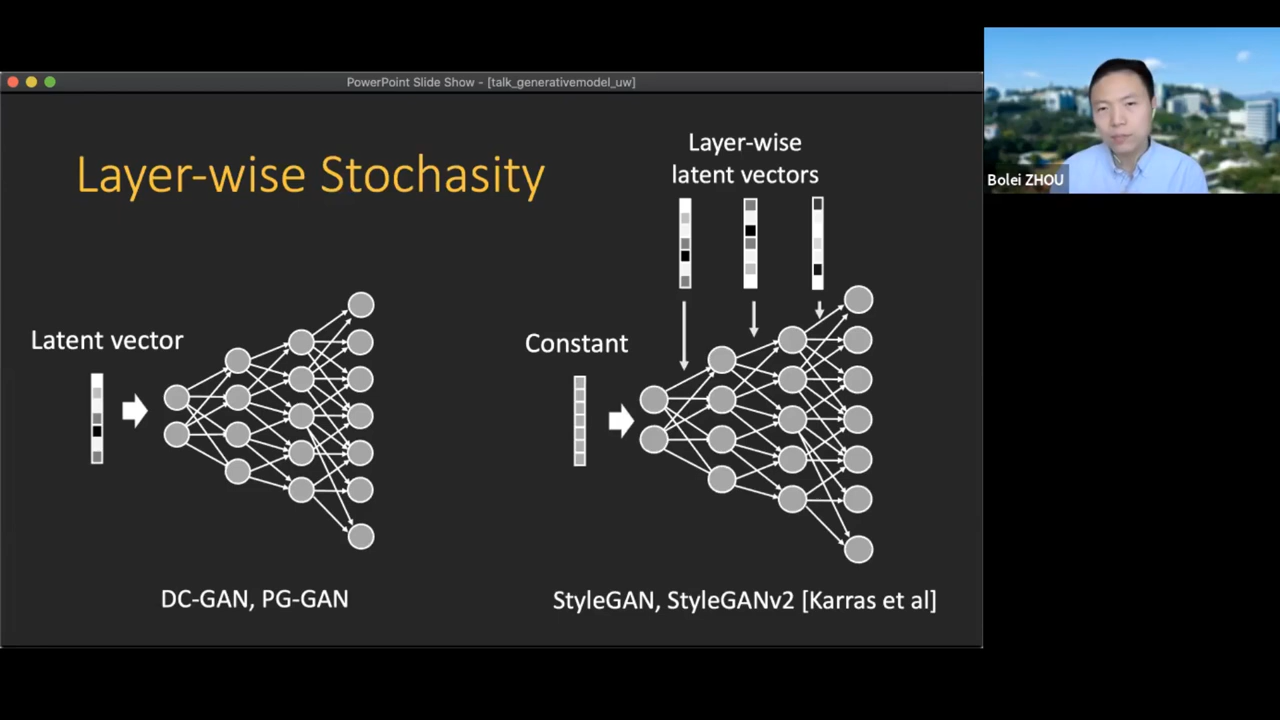 PowerPoint Slide Show - [talk_generativemodel_uw]
Layer-wise Stochasity
Layer-wise
latent vectors
Latent vector
Constant
DC-GAN, PG-GAN
StyleGAN, StyleGANv2 [Karras et al]
Bolei ZHOU